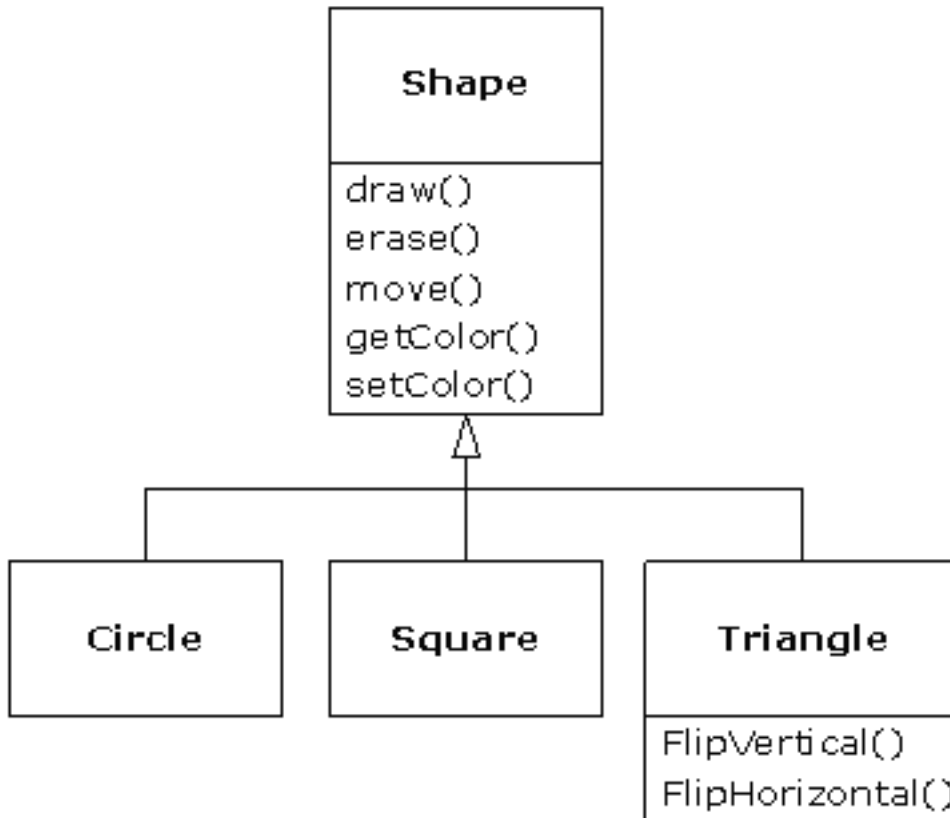 Shape
draw()
erase()
move()
getColor()
setColor()
Circle
Square
Triangle
FlipVertical()
FlipHorizontal()